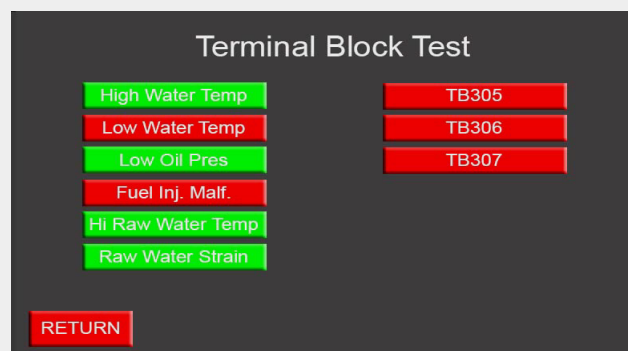 Terminal Block Test
High Water Temp
Low Water Temp
Low Oil Pres
Fuel Inj. Malf.
Hi Raw Water Temp
Raw Water Strain
TB305
TB306
TB307
RETURN